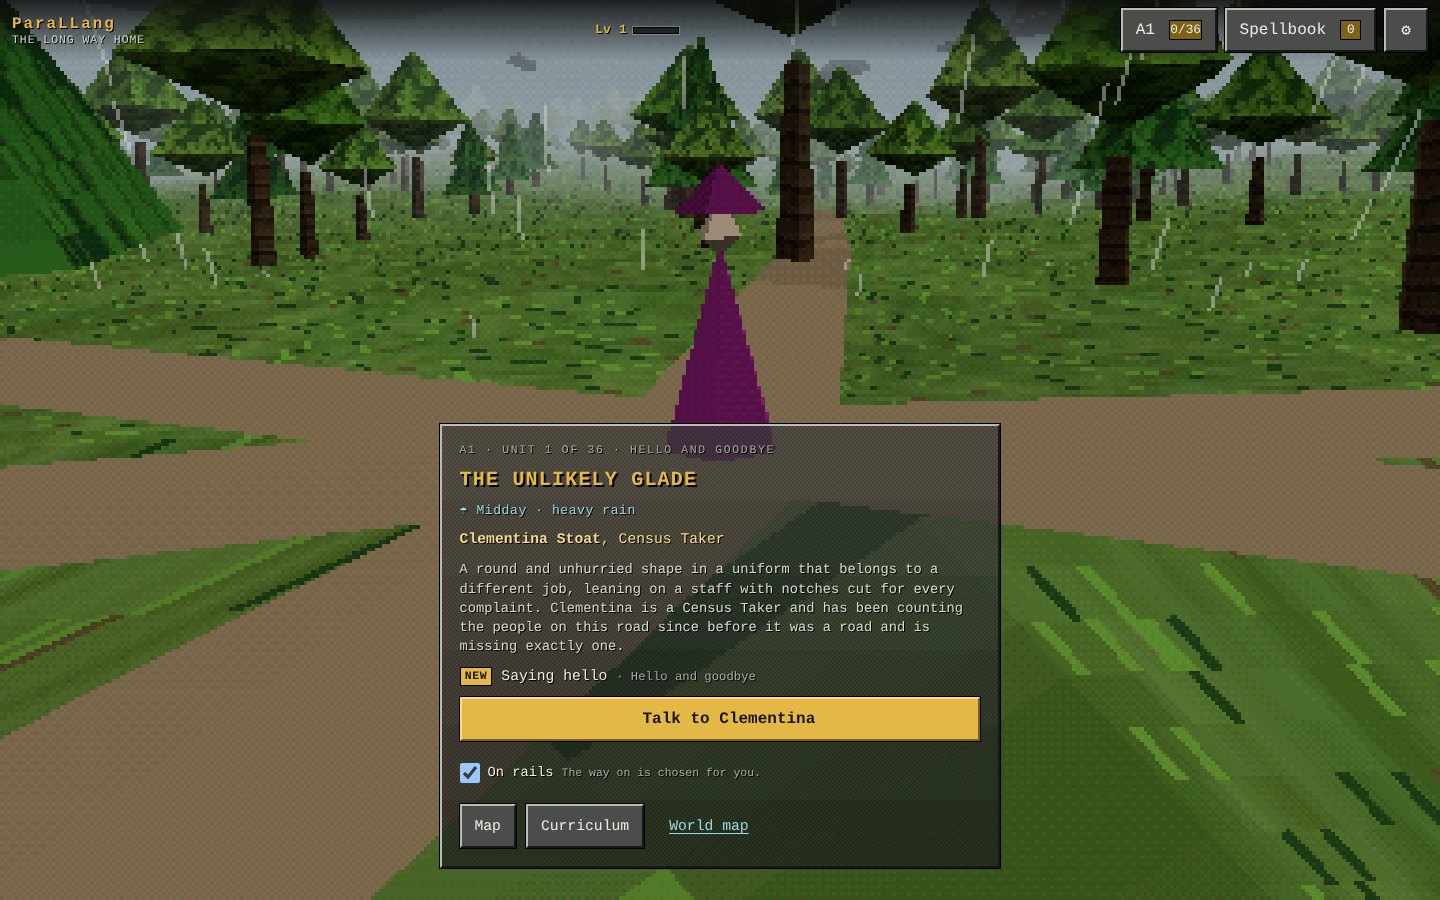 ParaLLang
THE LONG WAY HOME
Lv 1
A1 0/36
Spellbook 0
A1 · UNIT 1 OF 36 · HELLO AND GOODBYE
THE UNLIKELY GLADE
☂ Midday · heavy rain
Clementina Stoat, Census Taker
A round and unhurried shape in a uniform that belongs to a
different job, leaning on a staff with notches cut for every
complaint. Clementina is a Census Taker and has been counting
the people on this road since before it was a road and is
missing exactly one.
NEW Saying hello · Hello and goodbye
Talk to Clementina
On rails The way on is chosen for you.
Map
Curriculum
World map